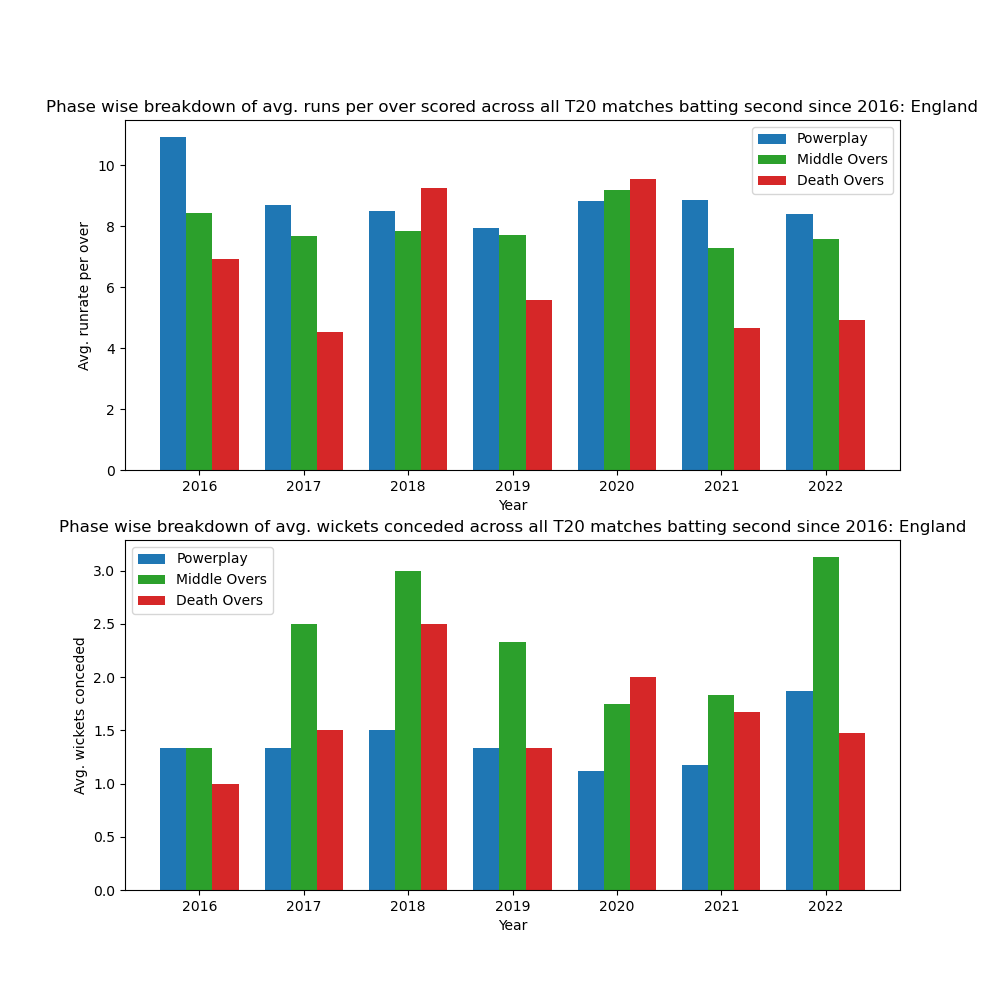 Phase wise breakdown of avg. runs per over scored across all T20 matches batting second since 2016: England
Powerplay
Middle Overs
Death Overs
Avg. runrate per over
10
8
6
4
2
0
2016 2017 2018 2019 2020 2021 2022
Year
Phase wise breakdown of avg. wickets conceded across all T20 matches batting second since 2016: England
Powerplay
Middle Overs
Death Overs
Avg. wickets conceded
3.0
2.5
2.0
1.5
1.0
0.5
0.0
2016 2017 2018 2019 2020 2021 2022
Year